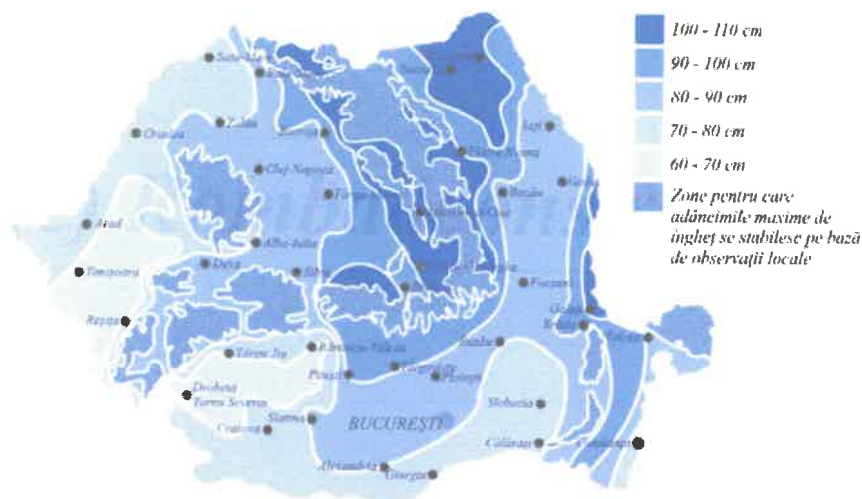 100 - 110 cm
90 - 100 cm
80 - 90 cm
70 - 80 cm
60 - 70 cm
Zone pentru care
adâncimile maxime de
îngheț se stabilesc pe bază
de observații locale
Satu-Mare
Oradea
Zalău
Iași
Cluj-Napoca
Bacău
Arad
Alba-Iulia
Timișoara
Deva
Sibiu
Focșani
Reșița
Galați
Brăila
Tulcea
Târgu Jiu
Râmnicu-Vâlcea
Buzău
Pitești
Ploiești
Drobeta
Turnu Severin
Slobozia
Slatina
BUCUREȘTI
Craiova
Călărași
Constanța
Alexandria
Giurgiu